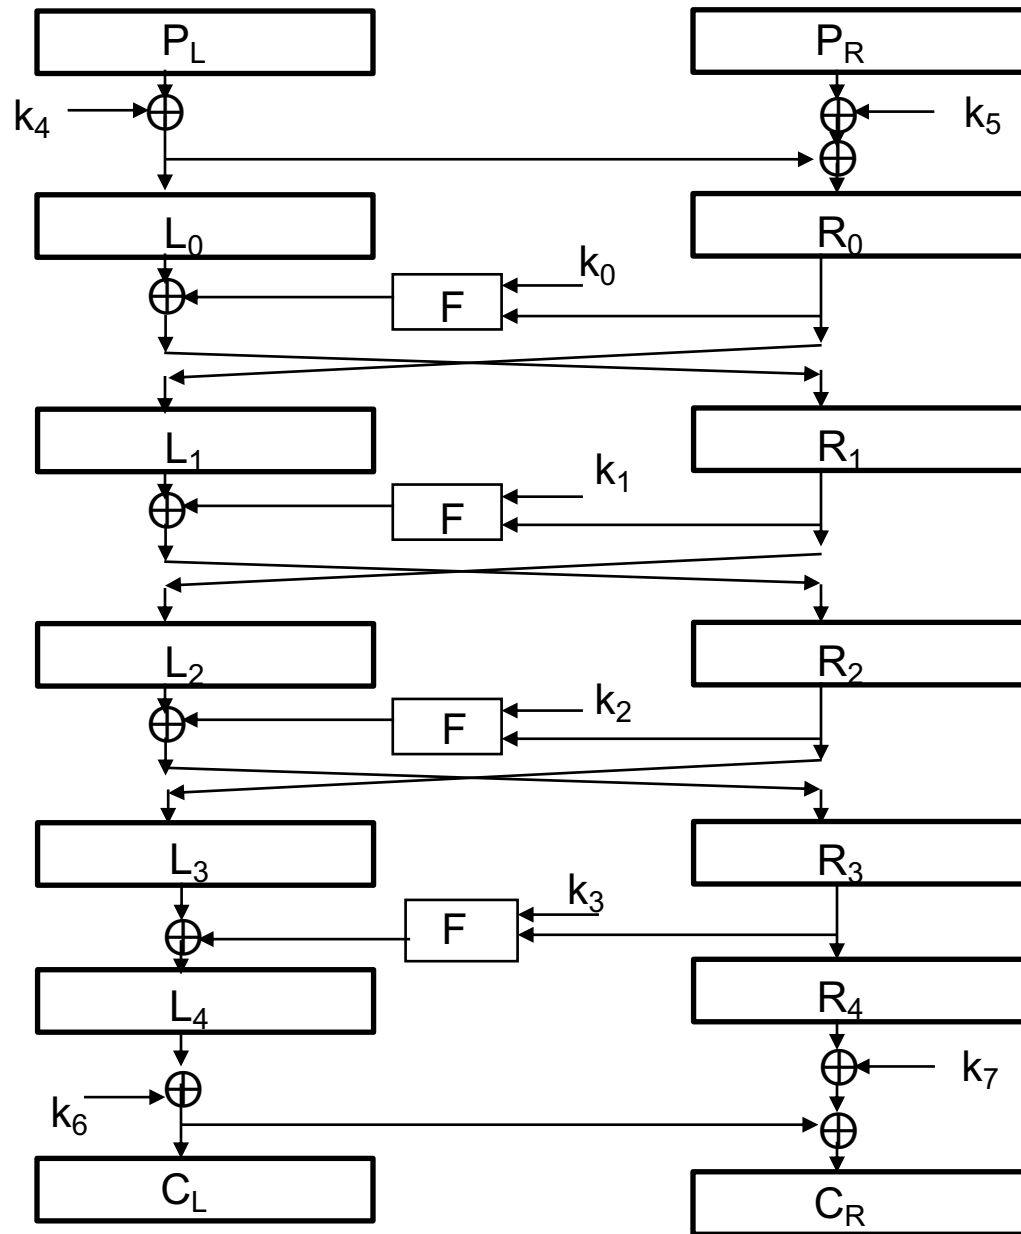 P_L P_R
k_4 k_5
L_0 R_0
k_0
F
L_1 R_1
k_1
F
L_2 R_2
k_2
F
L_3 R_3
k_3
F
L_4 R_4
k_6 k_7
C_L C_R